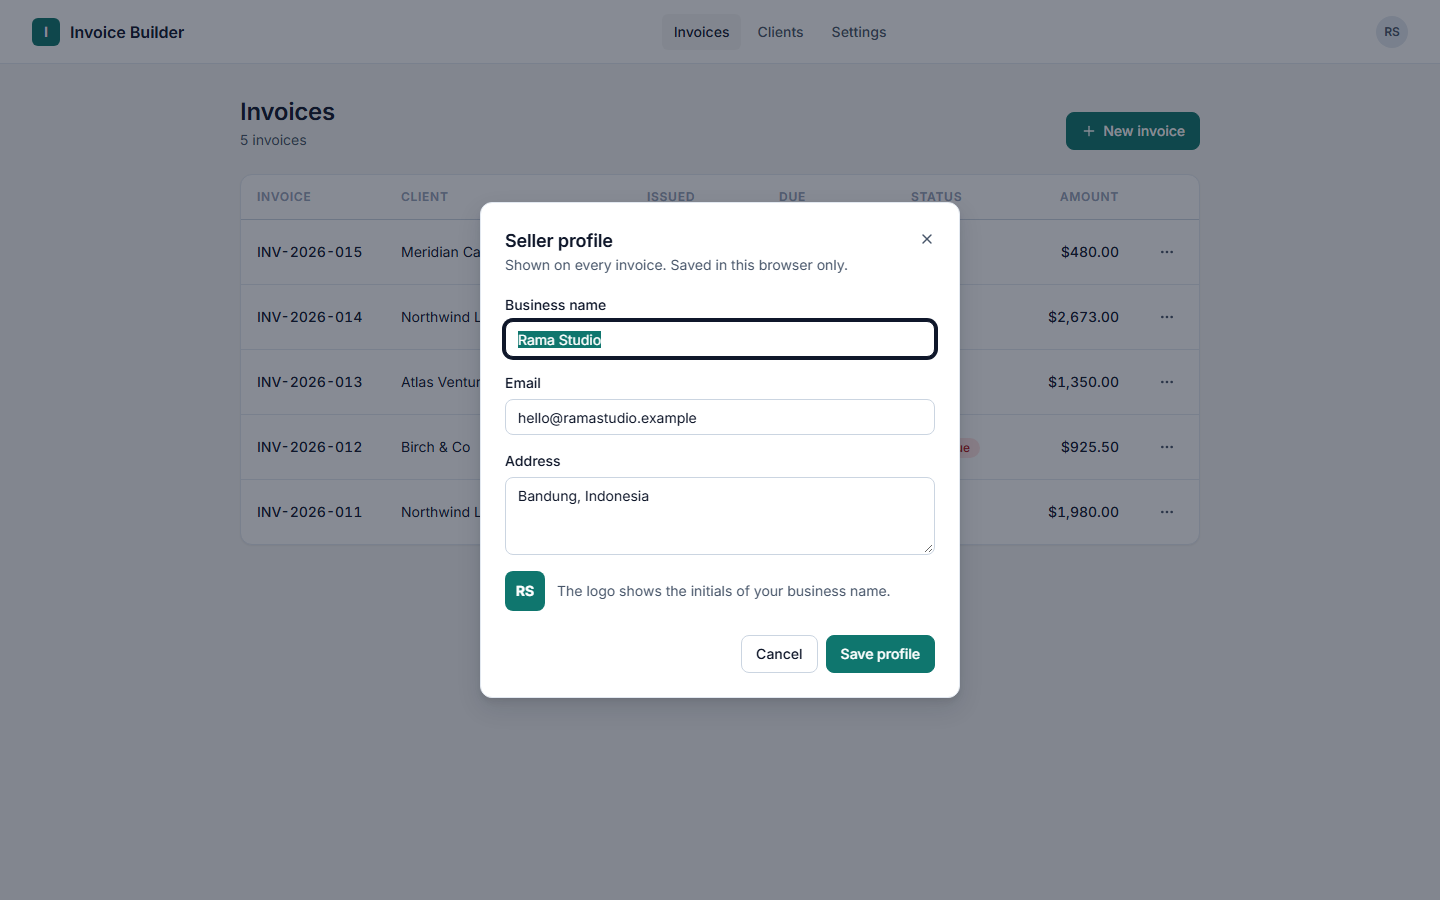 I Invoice Builder Invoices Clients Settings RS
Invoices
5 invoices
+ New invoice
INVOICE CLIENT ISSUED DUE STATUS AMOUNT
INV-2026-015 Meridian Ca $480.00 ...
INV-2026-014 Northwind L $2,673.00 ...
INV-2026-013 Atlas Ventur $1,350.00 ...
INV-2026-012 Birch & Co ue $925.50 ...
INV-2026-011 Northwind L $1,980.00 ...
Seller profile
Shown on every invoice. Saved in this browser only.
Business name
Rama Studio
Email
hello@ramastudio.example
Address
Bandung, Indonesia
RS The logo shows the initials of your business name.
Cancel Save profile